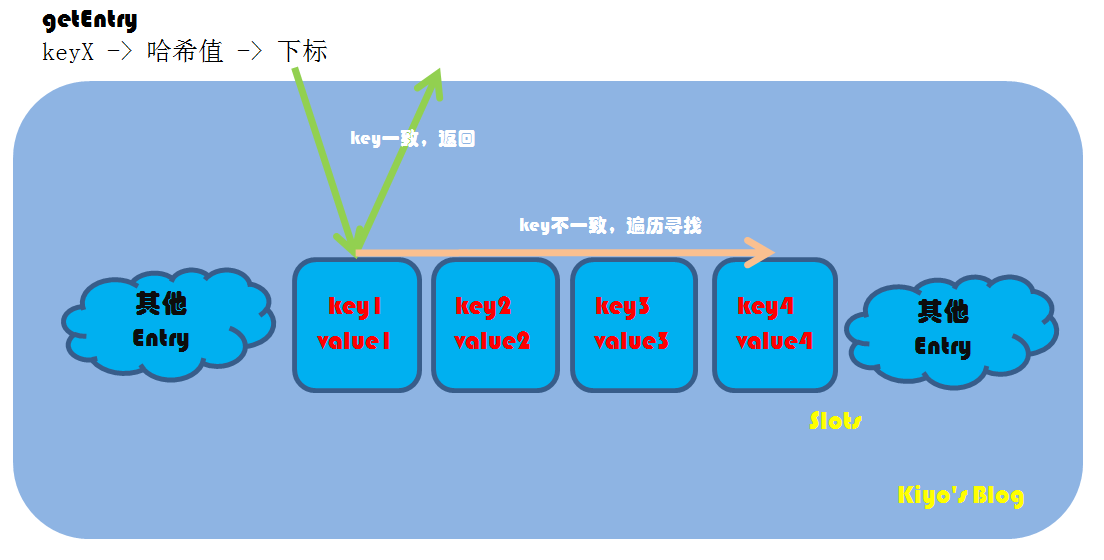 getEntry
keyX -> 哈希值 -> 下标
key一致，返回
key不一致，遍历寻找
其他
Entry
key1
value1
key2
value2
key3
value3
key4
value4
其他
Entry
Slots
Kiyo's Blog